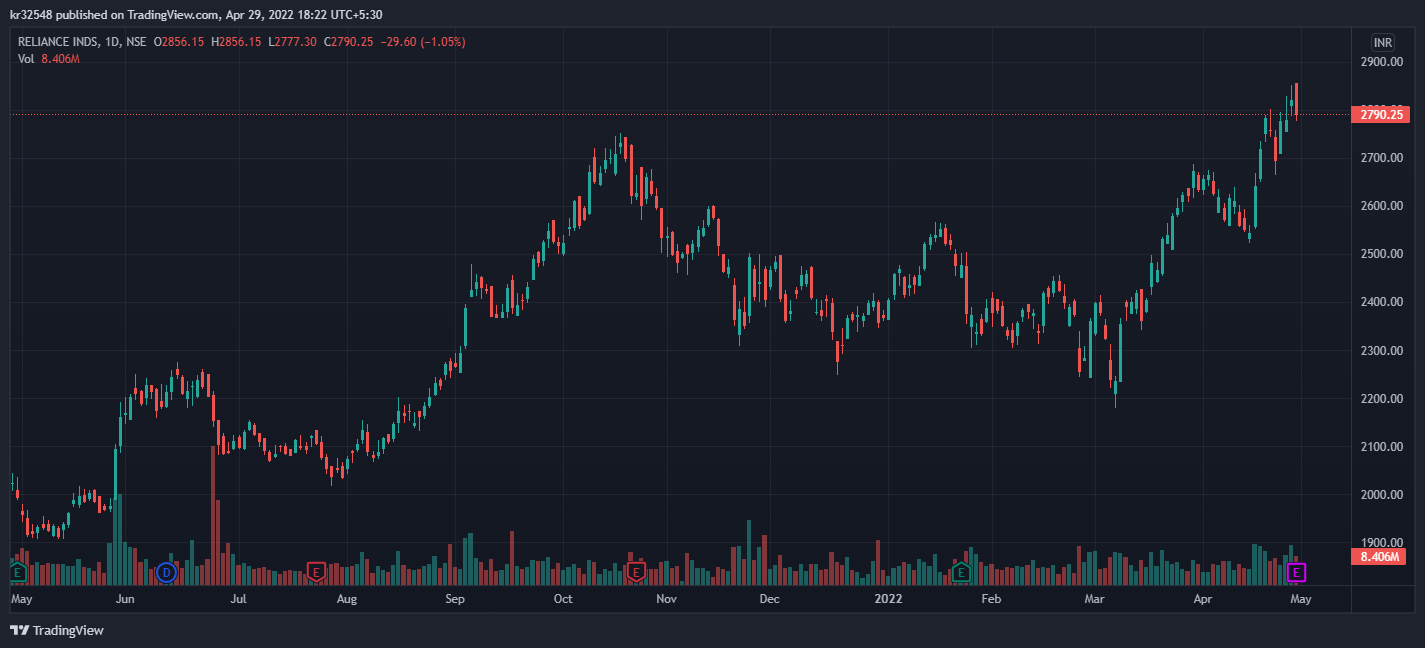 kr32548 published on TradingView.com, Apr 29, 2022 18:22 UTC+5:30
RELIANCE INDS, 1D, NSE O2856.15 H2856.15 L2777.30 C2790.25 −29.60 (−1.05%)
Vol 8.406M
INR
2900.00
2790.25
2700.00
2600.00
2500.00
2400.00
2300.00
2200.00
2100.00
2000.00
1900.00
8.406M
E D E E E E
May Jun Jul Aug Sep Oct Nov Dec 2022 Feb Mar Apr May
TradingView